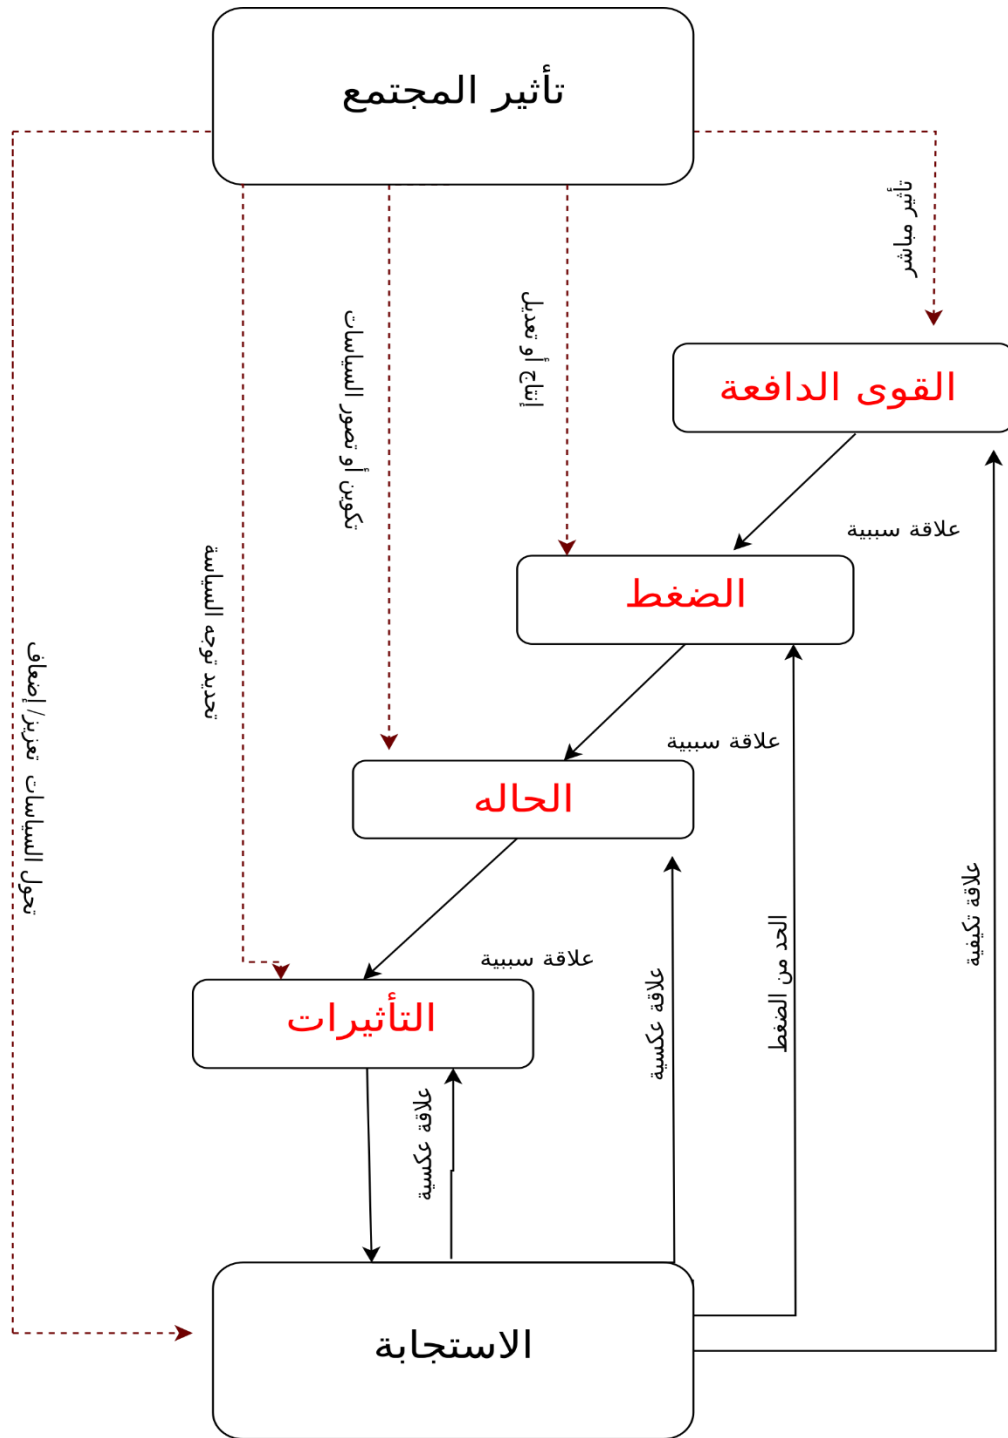 تأثير المجتمع
تأثير مباشر
القوى الدافعة
إنتاج أو تعديل
تكوين أو تصور السياسات
علاقة سببية
الضغط
تحديد توجه السياسة
تحول السياسات تعزيز/إضعاف
علاقة سببية
الحاله
علاقة سببية
التأثيرات
علاقة عكسية
علاقة عكسية
الحد من الضغط
علاقة تكيفية
الاستجابة